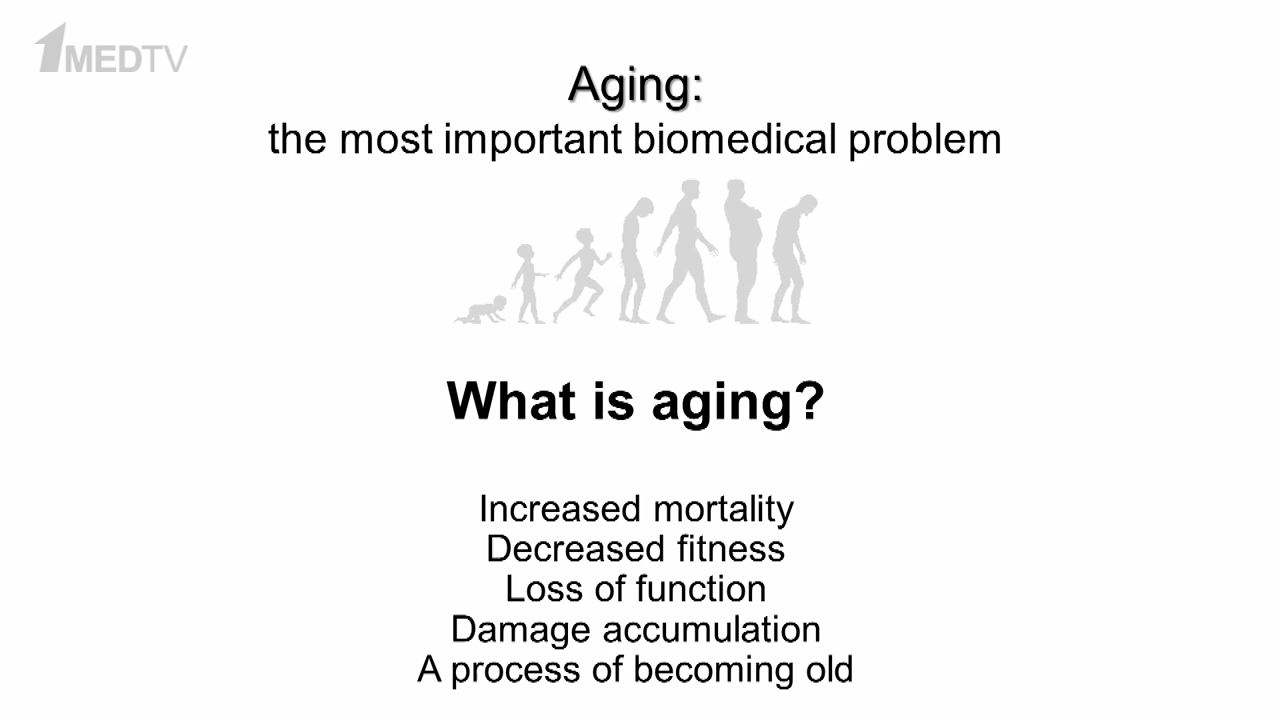 1MEDTV
Aging:
the most important biomedical problem
What is aging?
Increased mortality
Decreased fitness
Loss of function
Damage accumulation
A process of becoming old